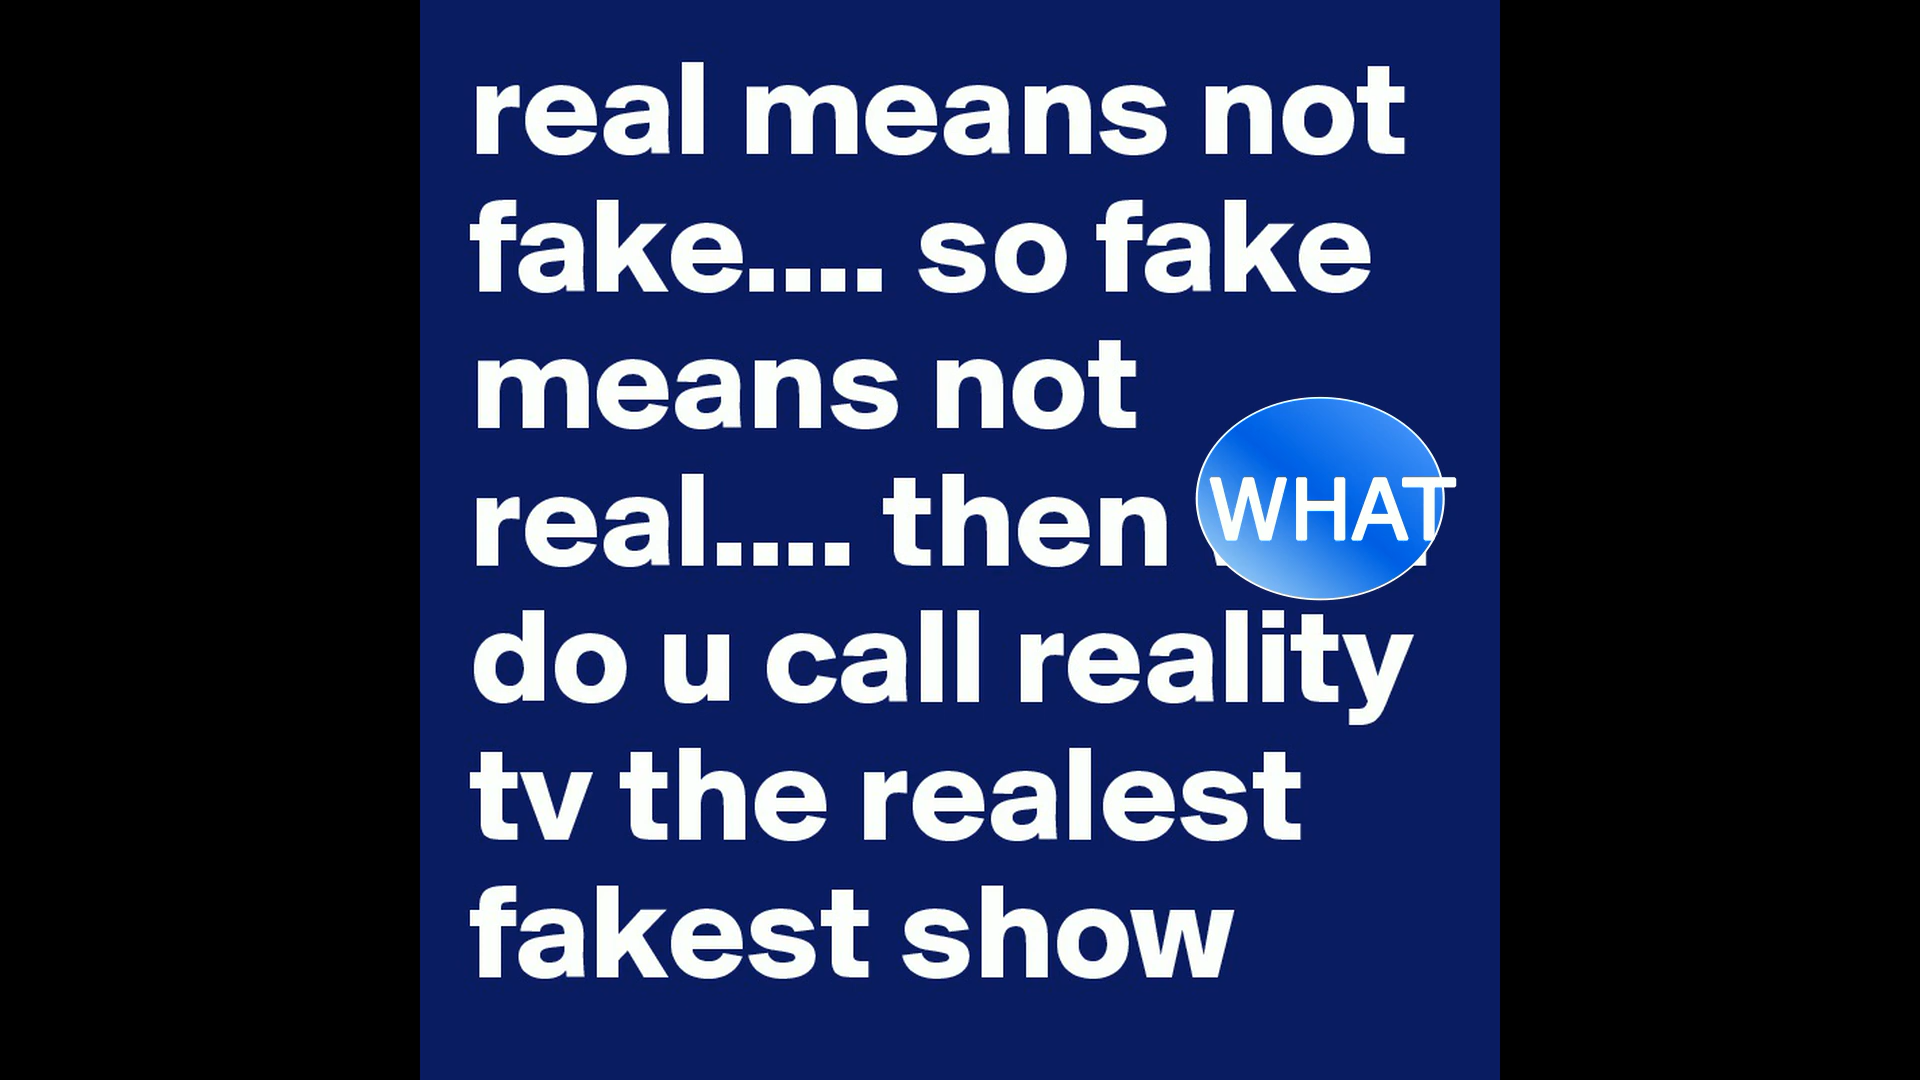 real means not
fake.... so fake
means not
real.... then WHAT
do u call reality
tv the realest
fakest show